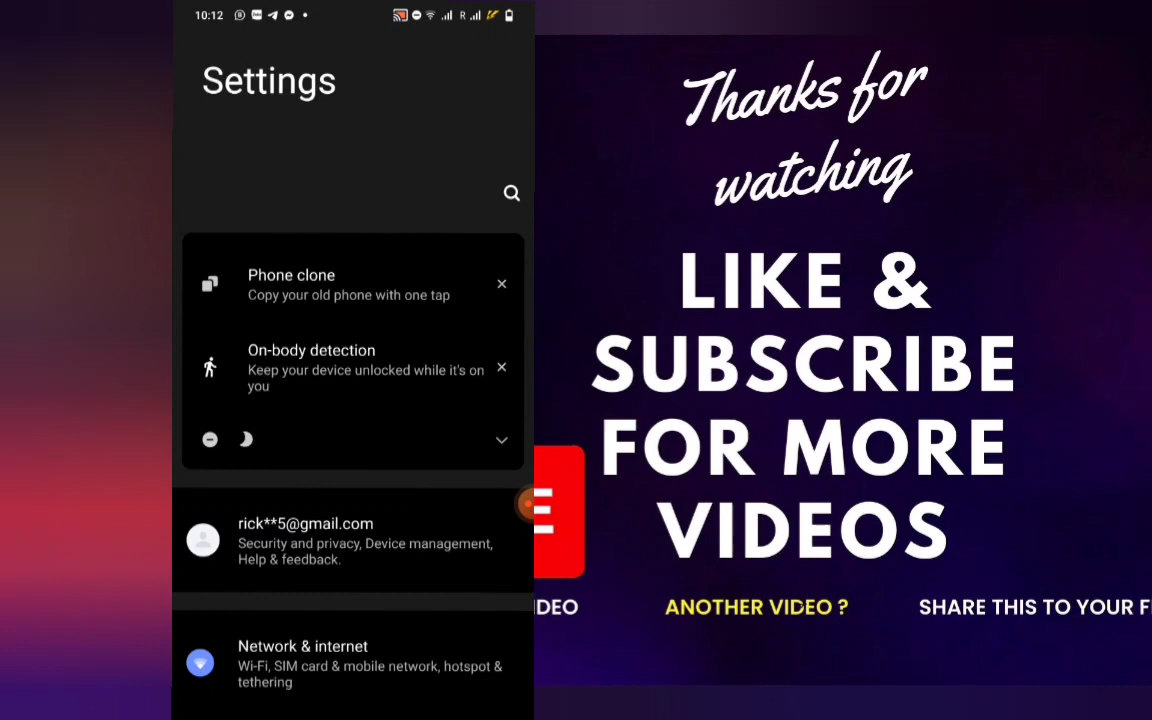 10:12
R
Settings
Phone clone
Copy your old phone with one tap
On-body detection
Keep your device unlocked while it's on
you
rick**5@gmail.com
Security and privacy, Device management,
Help & feedback.
Network & internet
Wi-Fi, SIM card & mobile network, hotspot &
tethering
Thanks for
watching
LIKE &
SUBSCRIBE
FOR MORE
VIDEOS
E
IDEO
ANOTHER VIDEO ?
SHARE THIS TO YOUR F